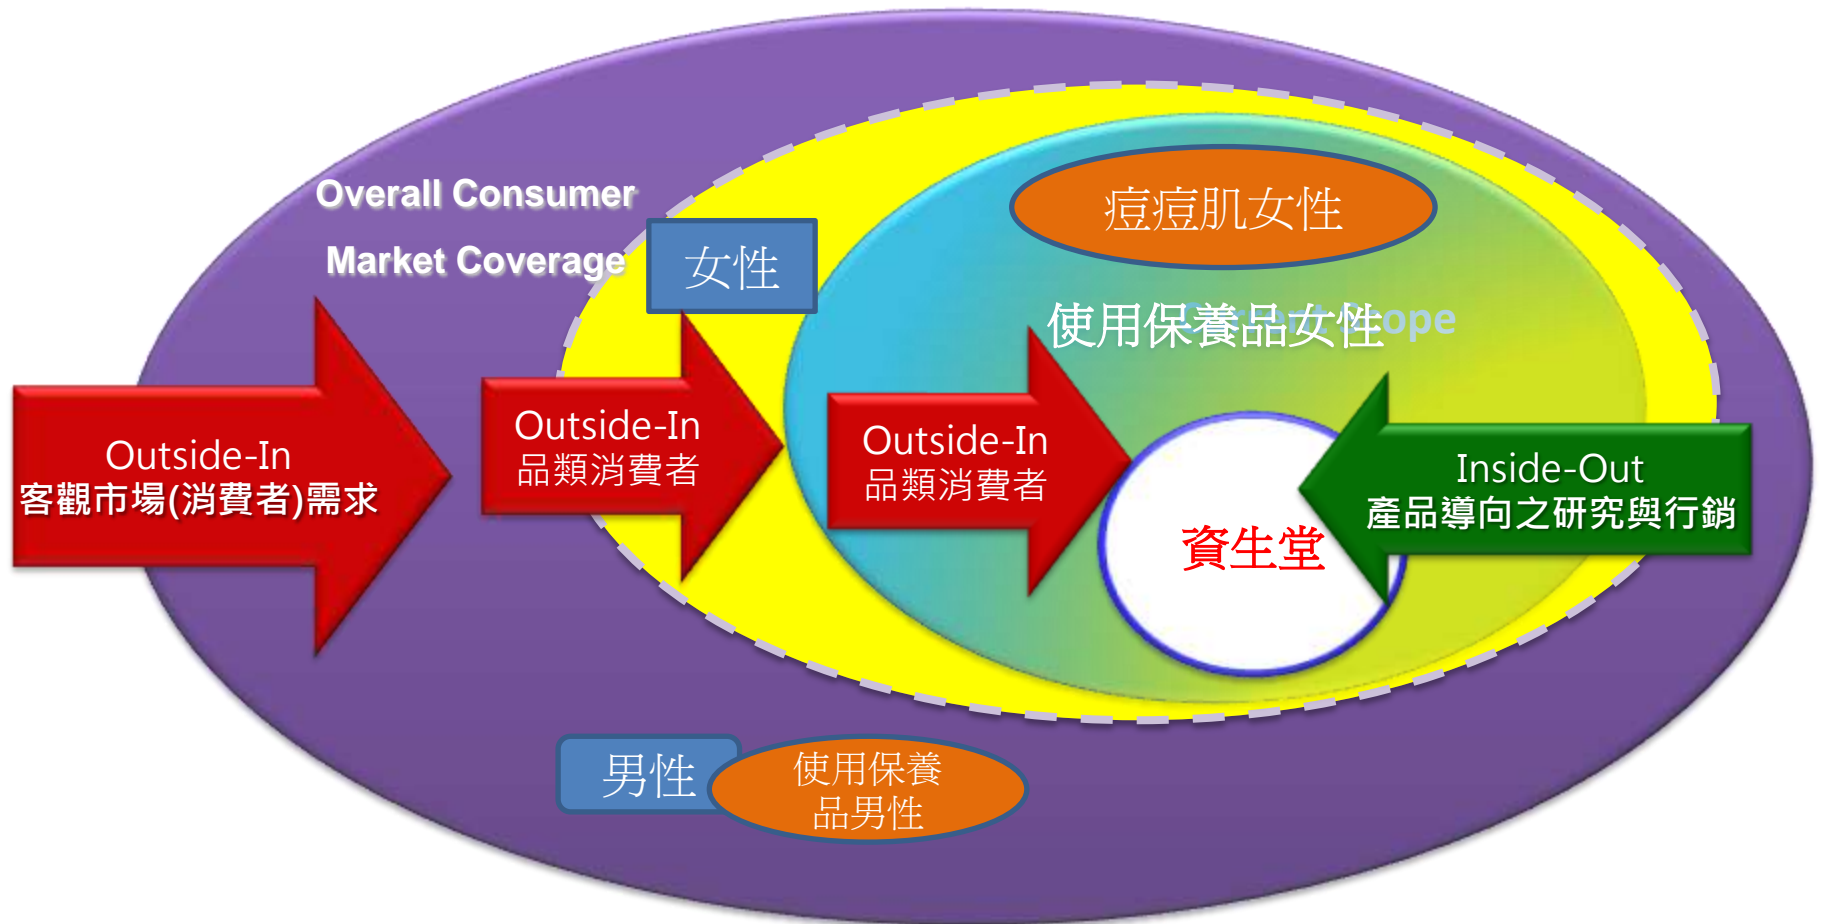 Overall Consumer
Market Coverage
女性
痘痘肌女性
使用保養品女性
Outside-In
客觀市場(消費者)需求
Outside-In
品類消費者
Outside-In
品類消費者
Inside-Out
產品導向之研究與行銷
資生堂
男性
使用保養
品男性